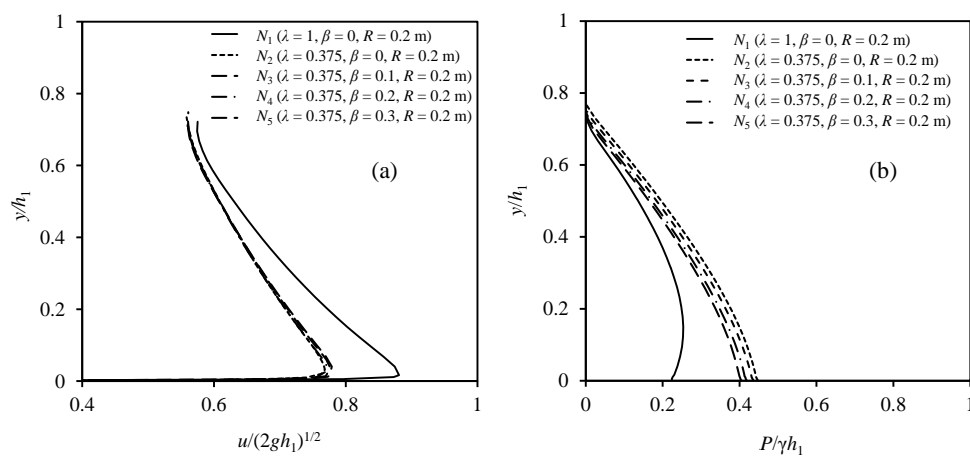 1
0.8
0.6
0.4
0.2
0
y/h₁
N₁ (λ = 1, β = 0, R = 0.2 m)
N₂ (λ = 0.375, β = 0, R = 0.2 m)
N₃ (λ = 0.375, β = 0.1, R = 0.2 m)
N₄ (λ = 0.375, β = 0.2, R = 0.2 m)
N₅ (λ = 0.375, β = 0.3, R = 0.2 m)
(a)
0.4 0.6 0.8 1
u/(2gh₁)^1/2
1
0.8
0.6
0.4
0.2
0
y/h₁
N₁ (λ = 1, β = 0, R = 0.2 m)
N₂ (λ = 0.375, β = 0, R = 0.2 m)
N₃ (λ = 0.375, β = 0.1, R = 0.2 m)
N₄ (λ = 0.375, β = 0.2, R = 0.2 m)
N₅ (λ = 0.375, β = 0.3, R = 0.2 m)
(b)
0 0.2 0.4 0.6 0.8 1
P/γh₁